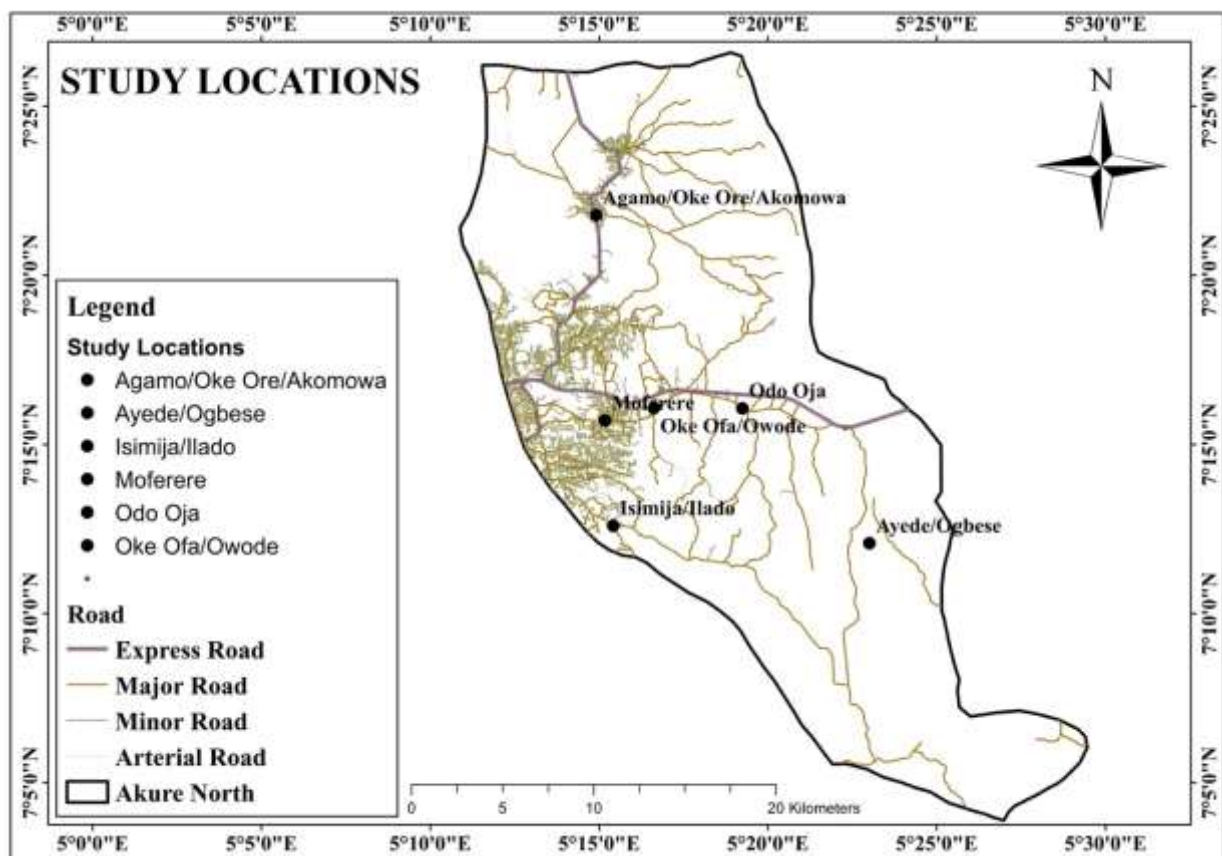 5°0'0"E 5°5'0"E 5°10'0"E 5°15'0"E 5°20'0"E 5°25'0"E 5°30'0"E
STUDY LOCATIONS
N
7°25'0"N 7°25'0"N
Agamo/Oke Ore/Akomowa
7°20'0"N 7°20'0"N
Legend
Study Locations
Agamo/Oke Ore/Akomowa
Ayede/Ogbese
Isimija/Ilado
Moferere
Odo Oja
Oke Ofa/Owode
Road
Express Road
Major Road
Minor Road
Arterial Road
Akure North
Odo Oja
Moferere
Oke Ofa/Owode
7°15'0"N 7°15'0"N
Isimija/Ilado
Ayede/Ogbese
7°10'0"N 7°10'0"N
7°5'0"N 7°5'0"N
0 5 10 20 Kilometers
5°0'0"E 5°5'0"E 5°10'0"E 5°15'0"E 5°20'0"E 5°25'0"E 5°30'0"E